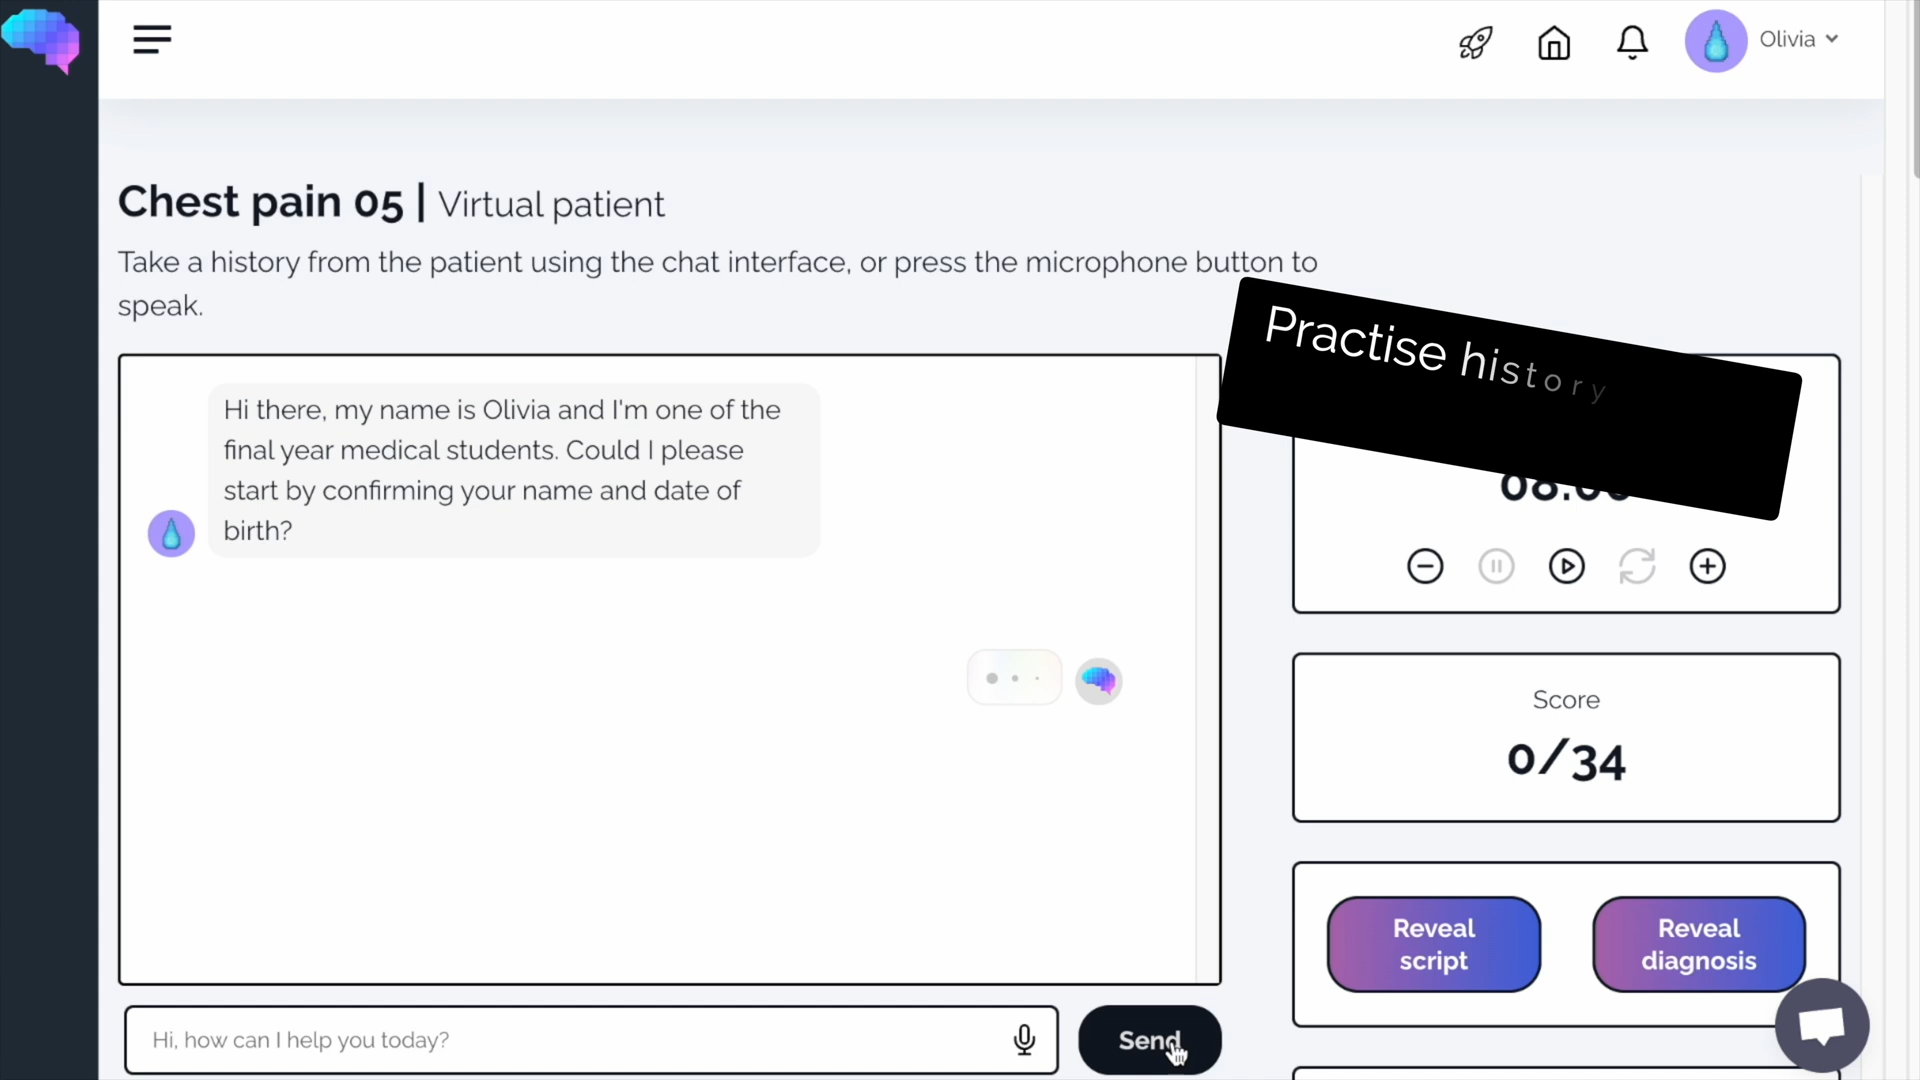 Olivia
Chest pain 05 | Virtual patient
Take a history from the patient using the chat interface, or press the microphone button to
speak.
Practise history
Hi there, my name is Olivia and I'm one of the
final year medical students. Could I please
start by confirming your name and date of
birth?
Score
0/34
Reveal
script
Reveal
diagnosis
Hi, how can I help you today?
Send